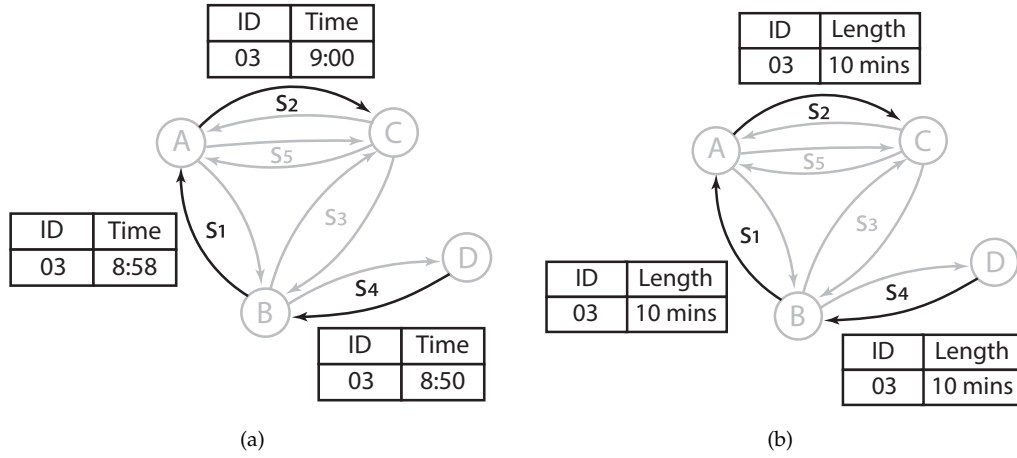 ID Time
03 9:00
S2
A
C
S5
S3
S1
ID Time
03 8:58
D
S4
B
ID Time
03 8:50
(a)
ID Length
03 10 mins
S2
A
C
S5
S3
S1
D
ID Length
03 10 mins
S4
B
ID Length
03 10 mins
(b)